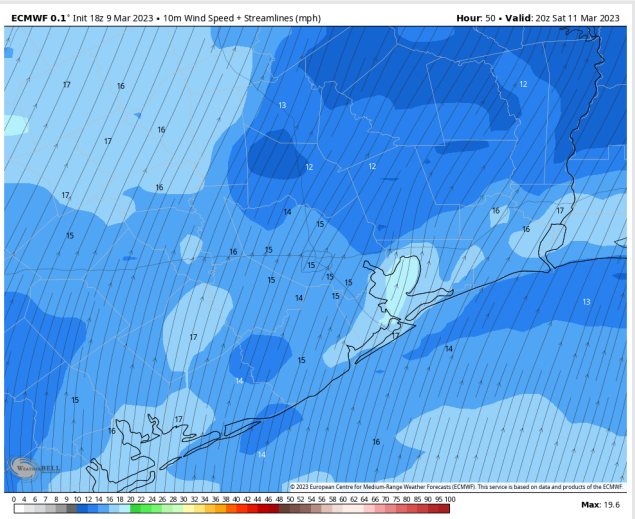 ECMWF 0.1° Init 18z 9 Mar 2023 • 10m Wind Speed + Streamlines (mph)
Hour: 50 • Valid: 20z Sat 11 Mar 2023
17 16 12
13
16
17
12 12
17 16
14 16 17
15 16
15
16 15
15
15 15 15
14 15
13
17 17
14
15
14
15
17
16
16
14
WeatherBELL
© 2023 European Centre for Medium-Range Weather Forecasts (ECMWF). This service is based on data and products of the ECMWF.
0 4 6 7 8 9 10 12 14 16 18 20 22 24 26 28 30 32 34 36 38 40 42 44 46 48 50 52 54 56 58 60 62 64 66 68 70 75 80 85 90 95 100
Max: 19.6